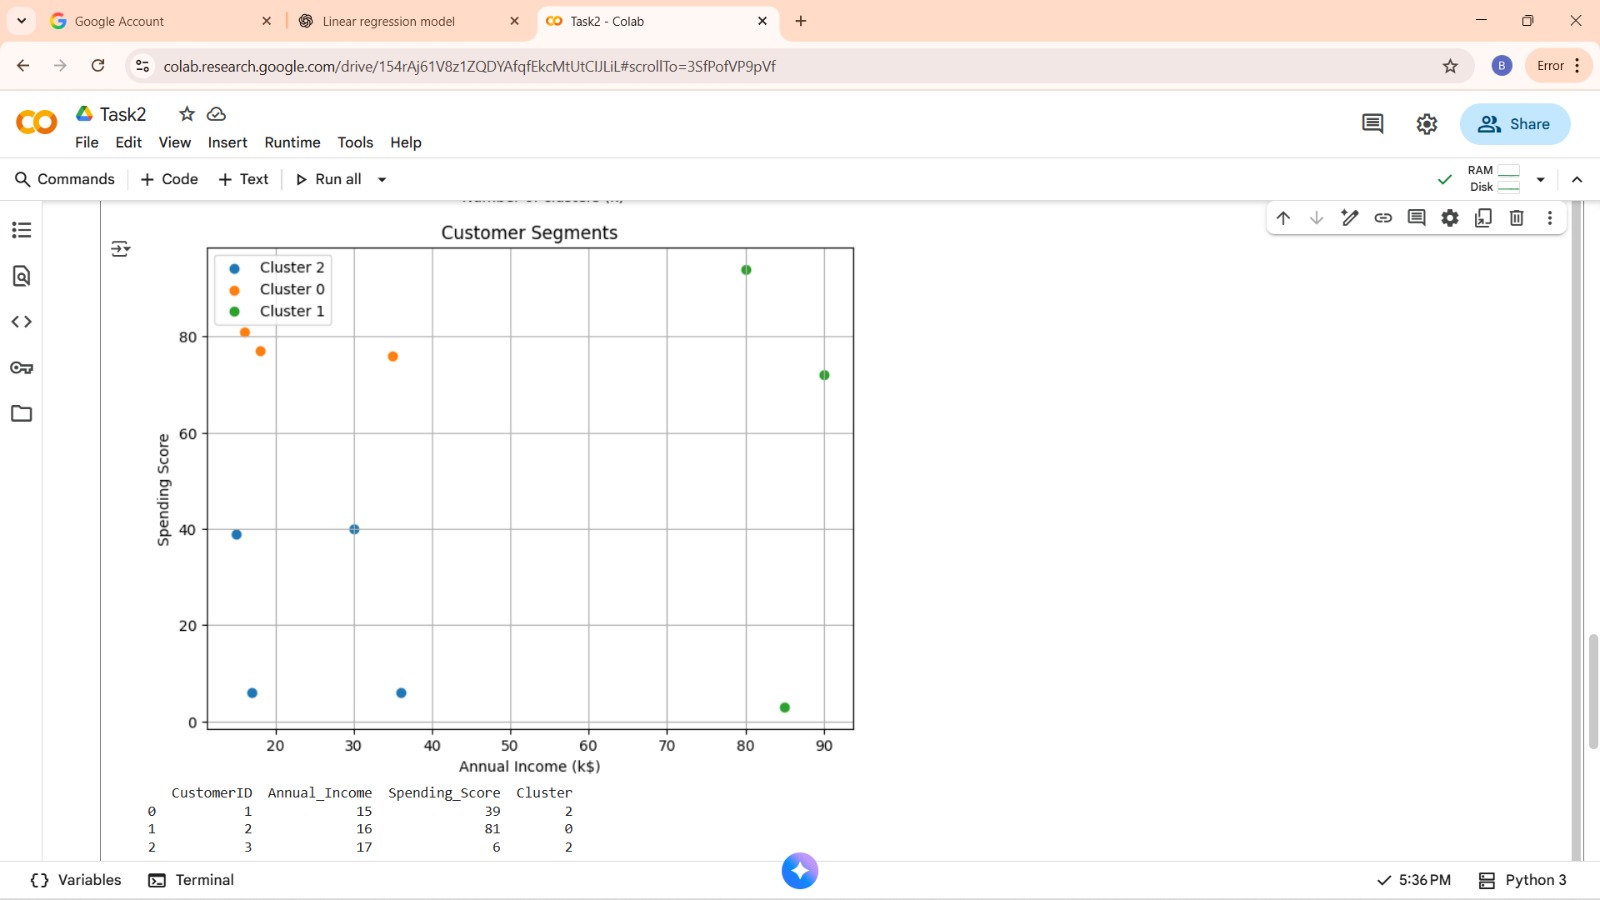 Google Account
Linear regression model
Task2 - Colab
colab.research.google.com/drive/154rAj61V8z1ZQDYAfqfEkcMtUtCIJLiL#scrollTo=3SfPofVP9pVf
B
Error
Task2
File Edit View Insert Runtime Tools Help
Share
Commands + Code + Text Run all
RAM
Disk
Customer Segments
Cluster 2
Cluster 0
Cluster 1
80
60
40
20
0
Spending Score
20 30 40 50 60 70 80 90
Annual Income (k$)
CustomerID Annual_Income Spending_Score Cluster
0 1 15 39 2
1 2 16 81 0
2 3 17 6 2
Variables Terminal
5:36 PM Python 3